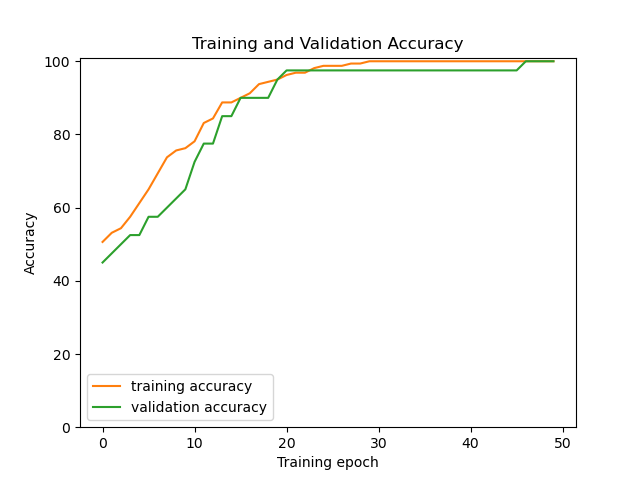 Training and Validation Accuracy
100
80
60
40
20
0
Accuracy
training accuracy
validation accuracy
0 10 20 30 40 50
Training epoch